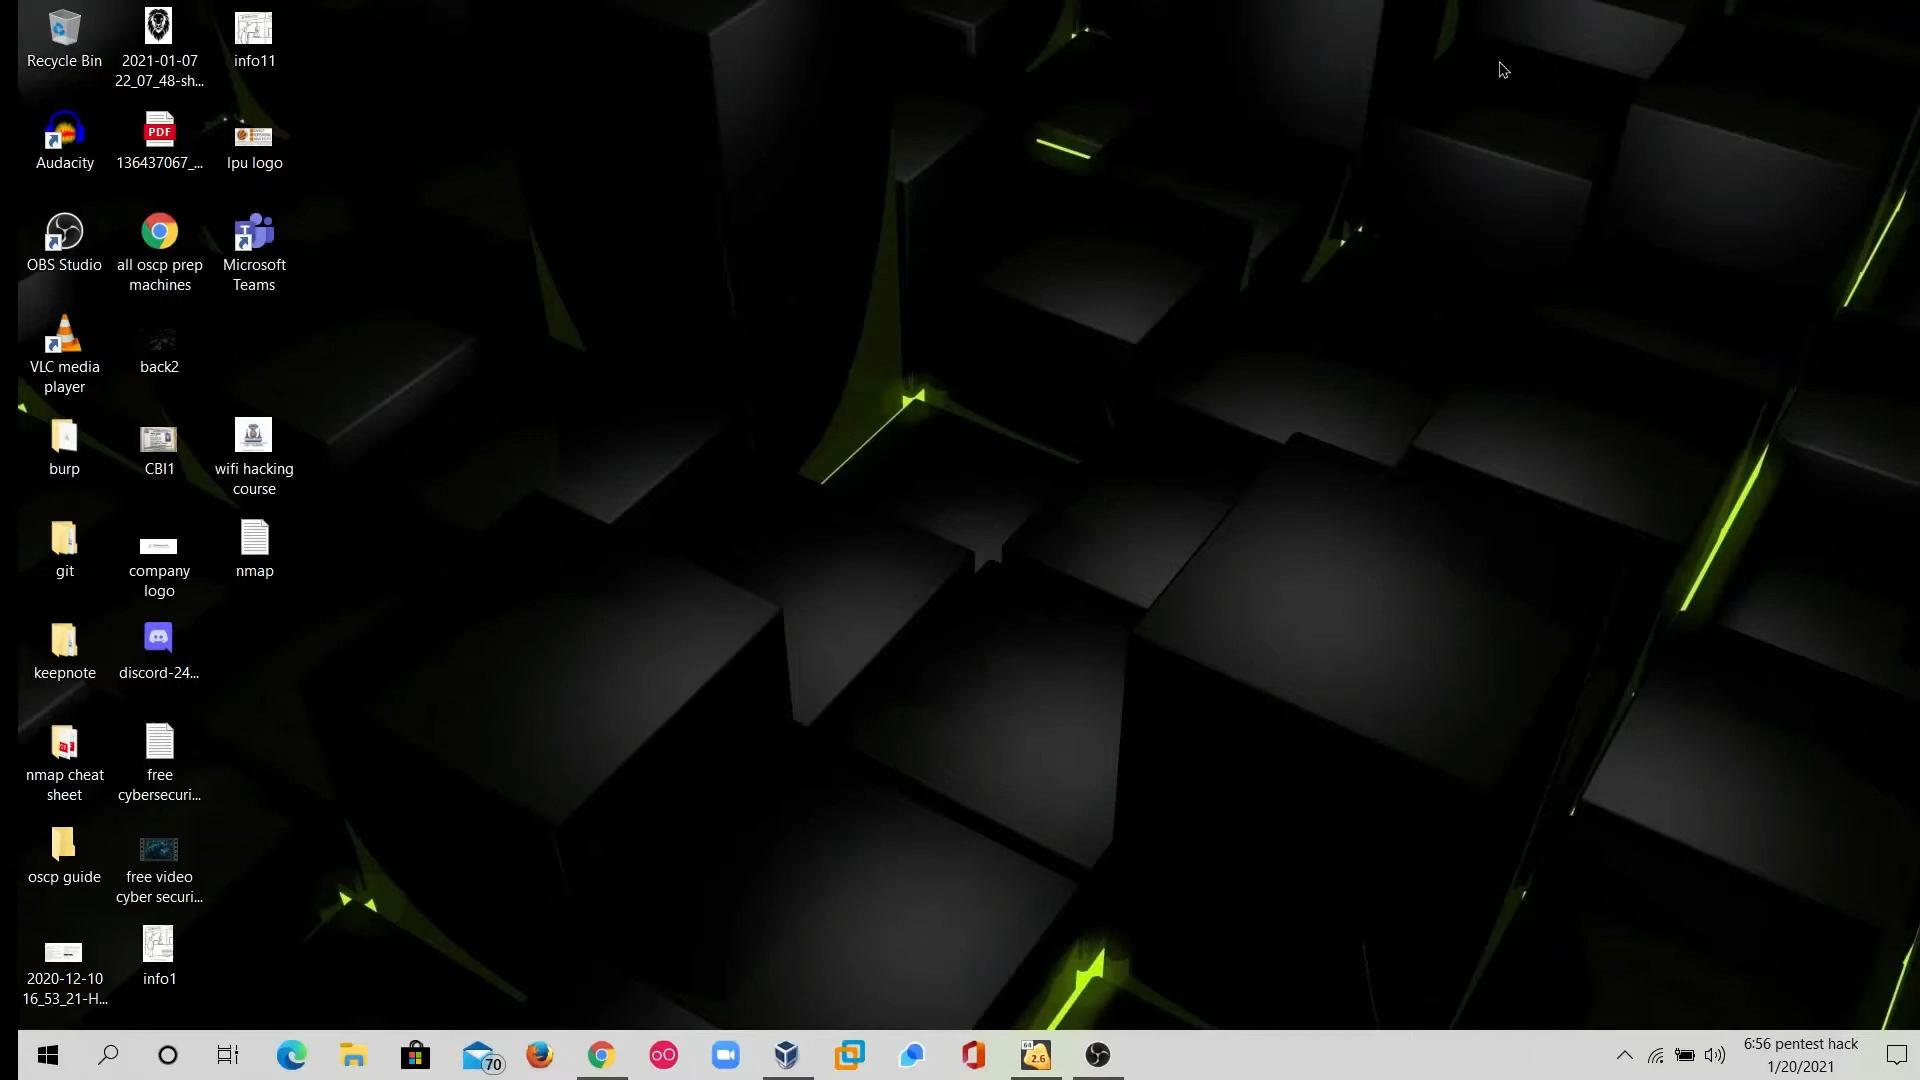 Recycle Bin
2021-01-07
22_07_48-sh...
info11
Audacity
PDF
136437067_...
lpu logo
OBS Studio
all oscp prep
machines
Microsoft
Teams
VLC media
player
back2
burp
CBI1
wifi hacking
course
git
company
logo
nmap
keepnote
discord-24...
nmap cheat
sheet
free
cybersecuri...
oscp guide
free video
cyber securi...
2020-12-10
16_53_21-H...
info1
70
64
2.6
6:56 pentest hack
1/20/2021